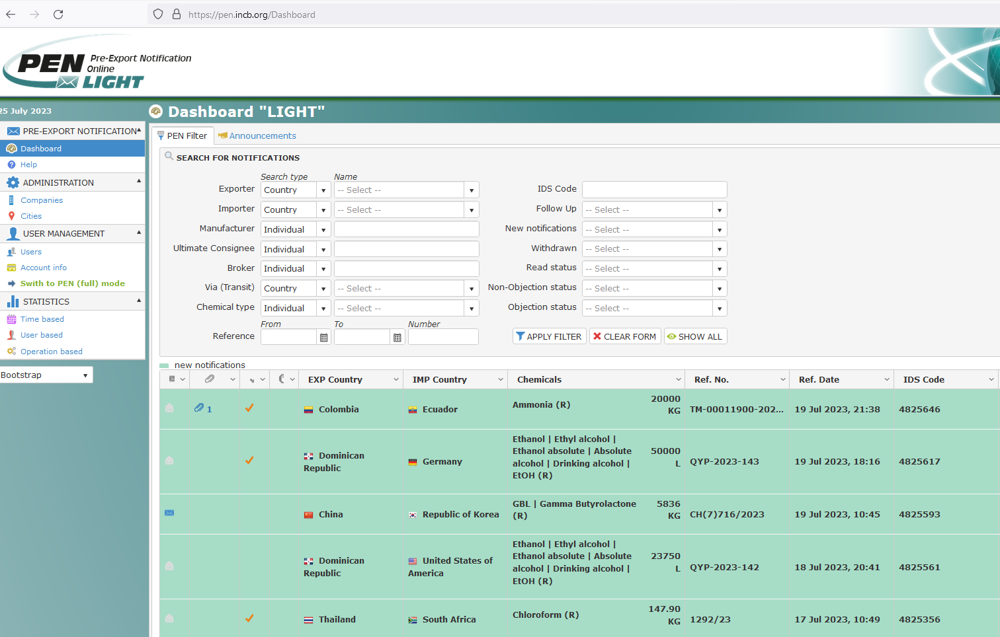 https://pen.incb.org/Dashboard
PEN Pre-Export Notification
Online
LIGHT
25 July 2023
Dashboard "LIGHT"
PRE-EXPORT NOTIFICATION
Dashboard
Help
ADMINISTRATION
Companies
Cities
USER MANAGEMENT
Users
Account info
Swith to PEN (full) mode
STATISTICS
Time based
User based
Operation based
Bootstrap
PEN Filter Announcements
SEARCH FOR NOTIFICATIONS
Search type Name
Exporter Country -- Select -- IDS Code
Importer Country -- Select -- Follow Up -- Select --
Manufacturer Individual New notifications -- Select --
Ultimate Consignee Individual Withdrawn -- Select --
Broker Individual Read status -- Select --
Via (Transit) Country -- Select -- Non-Objection status -- Select --
Chemical type Individual -- Select -- Objection status -- Select --
From To Number
Reference APPLY FILTER CLEAR FORM SHOW ALL
new notifications
EXP Country IMP Country Chemicals Ref. No. Ref. Date IDS Code
1 Colombia Ecuador Ammonia (R) 20000 KG TM-00011900-202... 19 Jul 2023, 21:38 4825646
Dominican Republic Germany Ethanol | Ethyl alcohol |
Ethanol absolute | Absolute
alcohol | Drinking alcohol |
EtOH (R) 50000 L QYP-2023-143 19 Jul 2023, 18:16 4825617
China Republic of Korea GBL | Gamma Butyrolactone
(R) 5836 KG CH(7)716/2023 19 Jul 2023, 10:45 4825593
Dominican Republic United States of America Ethanol | Ethyl alcohol |
Ethanol absolute | Absolute
alcohol | Drinking alcohol |
EtOH (R) 23750 L QYP-2023-142 18 Jul 2023, 20:41 4825561
Thailand South Africa Chloroform (R) 147.90 KG 1292/23 17 Jul 2023, 10:49 4825356